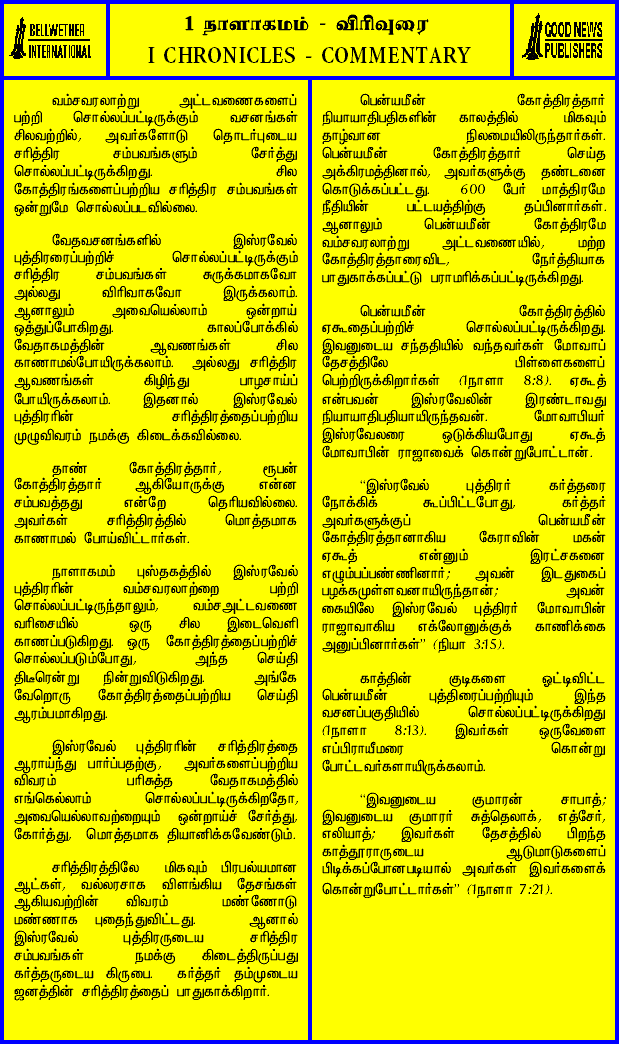 BELLWETHER
INTERNATIONAL
1 நாளாகமம் - விரிவுரை
I CHRONICLES - COMMENTARY
GOOD NEWS
PUBLISHERS
வம்சவரலாற்று அட்டவணைகளைப்
பற்றி சொல்லப்பட்டிருக்கும் வசனங்கள்
சிலவற்றில், அவர்களோடு தொடர்புடைய
சரித்திர சம்பவங்களும் சேர்த்து
சொல்லப்பட்டிருக்கிறது. சில
கோத்திரங்களைப்பற்றிய சரித்திர சம்பவங்கள்
ஒன்றுமே சொல்லப்படவில்லை.
வேதவசனங்களில் இஸ்ரவேல்
புத்திரரைப்பற்றிச் சொல்லப்பட்டிருக்கும்
சரித்திர சம்பவங்கள் சுருக்கமாகவோ
அல்லது விரிவாகவோ இருக்கலாம்.
ஆனாலும் அவையெல்லாம் ஒன்றாய்
ஒத்துப்போகிறது. காலப்போக்கில்
வேதாகமத்தின் ஆவணங்கள் சில
காணாமல்போயிருக்கலாம். அல்லது சரித்திர
ஆவணங்கள் கிழிந்து பாழசாய்ப்
போயிருக்கலாம். இதனால் இஸ்ரவேல்
புத்திரரின் சரித்திரத்தைப்பற்றிய
முழுவிவரம் நமக்கு கிடைக்கவில்லை.
தாண் கோத்திரத்தார், ரூபன்
கோத்திரத்தார் ஆகியோருக்கு என்ன
சம்பவத்தது என்றே தெரியவில்லை.
அவர்கள் சரித்திரத்தில் மொத்தமாக
காணாமல் போய்விட்டார்கள்.
நாளாகமம் புஸ்தகத்தில் இஸ்ரவேல்
புத்திரரின் வம்சவரலாற்றை பற்றி
சொல்லப்பட்டிருந்தாலும், வம்சஅட்டவணை
வரிசையில் ஒரு சில இடைவெளி
காணப்படுகிறது. ஒரு கோத்திரத்தைப்பற்றிச்
சொல்லப்படும்போது, அந்த செய்தி
திடீரென்று நின்றுவிடுகிறது. அங்கே
வேறொரு கோத்திரத்தைப்பற்றிய செய்தி
ஆரம்பமாகிறது.
இஸ்ரவேல் புத்திரரின் சரித்திரத்தை
ஆராய்ந்து பார்ப்பதற்கு, அவர்களைப்பற்றிய
விவரம் பரிசுத்த வேதாகமத்தில்
எங்கெல்லாம் சொல்லப்பட்டிருக்கிறதோ,
அவையெல்லாவற்றையும் ஒன்றாய்ச் சேர்த்து,
கோர்த்து, மொத்தமாக தியானிக்கவேண்டும்.
சரித்திரத்திலே மிகவும் பிரபல்யமான
ஆட்கள், வல்லரசாக விளங்கிய தேசங்கள்
ஆகியவற்றின் விவரம் மண்ணோடு
மண்ணாக புதைந்துவிட்டது. ஆனால்
இஸ்ரவேல் புத்திரருடைய சரித்திர
சம்பவங்கள் நமக்கு கிடைத்திருப்பது
கர்த்தருடைய கிருபை. கர்த்தர் தம்முடைய
ஜனத்தின் சரித்திரத்தைப் பாதுகாக்கிறார்.
பென்யமீன் கோத்திரத்தார்
நியாயாதிபதிகளின் காலத்தில் மிகவும்
தாழ்வான நிலமையிலிருந்தார்கள்.
பென்யமீன் கோத்திரத்தார் செய்த
அக்கிரமத்தினால், அவர்களுக்கு தண்டனை
கொடுக்கப்பட்டது. 600 பேர் மாத்திரமே
நீதியின் பட்டயத்திற்கு தப்பினார்கள்.
ஆனாலும் பென்யமீன் கோத்திரமே
வம்சவரலாற்று அட்டவணையில், மற்ற
கோத்திரத்தாரைவிட, நேர்த்தியாக
பாதுகாக்கப்பட்டு பராமரிக்கப்பட்டிருக்கிறது.
பென்யமீன் கோத்திரத்தில்
ஏகூதைப்பற்றிச் சொல்லப்பட்டிருக்கிறது.
இவனுடைய சந்ததியில் வந்தவர்கள் மோவாப்
தேசத்திலே பிள்ளைகளைப்
பெற்றிருக்கிறார்கள் (1நாளா 8:8). ஏகூத்
என்பவன் இஸ்ரவேலின் இரண்டாவது
நியாயாதிபதியாயிருந்தவன். மோவாபியர்
இஸ்ரவேலரை ஒடுக்கியபோது ஏகூத்
மோவாபின் ராஜாவைக் கொன்றுபோட்டான்.
“இஸ்ரவேல் புத்திரர் கர்த்தரை
நோக்கிக் கூப்பிட்டபோது, கர்த்தர்
அவர்களுக்குப் பென்யமீன்
கோத்திரத்தானாகிய கேராவின் மகன்
ஏகூத் என்னும் இரட்சகனை
எழும்பப்பண்ணினார்; அவன் இடதுகைப்
பழக்கமுள்ளவனாயிருந்தான்; அவன்
கையிலே இஸ்ரவேல் புத்திரர் மோவாபின்
ராஜாவாகிய எக்லோனுக்குக் காணிக்கை
அனுப்பினார்கள்” (நியா 3:15).
காத்தின் குடிகளை ஓட்டிவிட்ட
பென்யமீன் புத்திரைப்பற்றியும் இந்த
வசனப்பகுதியில் சொல்லப்பட்டிருக்கிறது
(1நாளா 8:13). இவர்கள் ஒருவேளை
எப்பிராயீமரை கொன்று
போட்டவர்களாயிருக்கலாம்.
“இவனுடைய குமாரன் சாபாத்;
இவனுடைய குமாரர் சுத்தெலாக், எத்சேர்,
எலியாத்; இவர்கள் தேசத்தில் பிறந்த
காத்தூராருடைய ஆடுமாடுகளைப்
பிடிக்கப்போனபடியால் அவர்கள் இவர்களைக்
கொன்றுபோட்டார்கள்” (1நாளா 7:21).